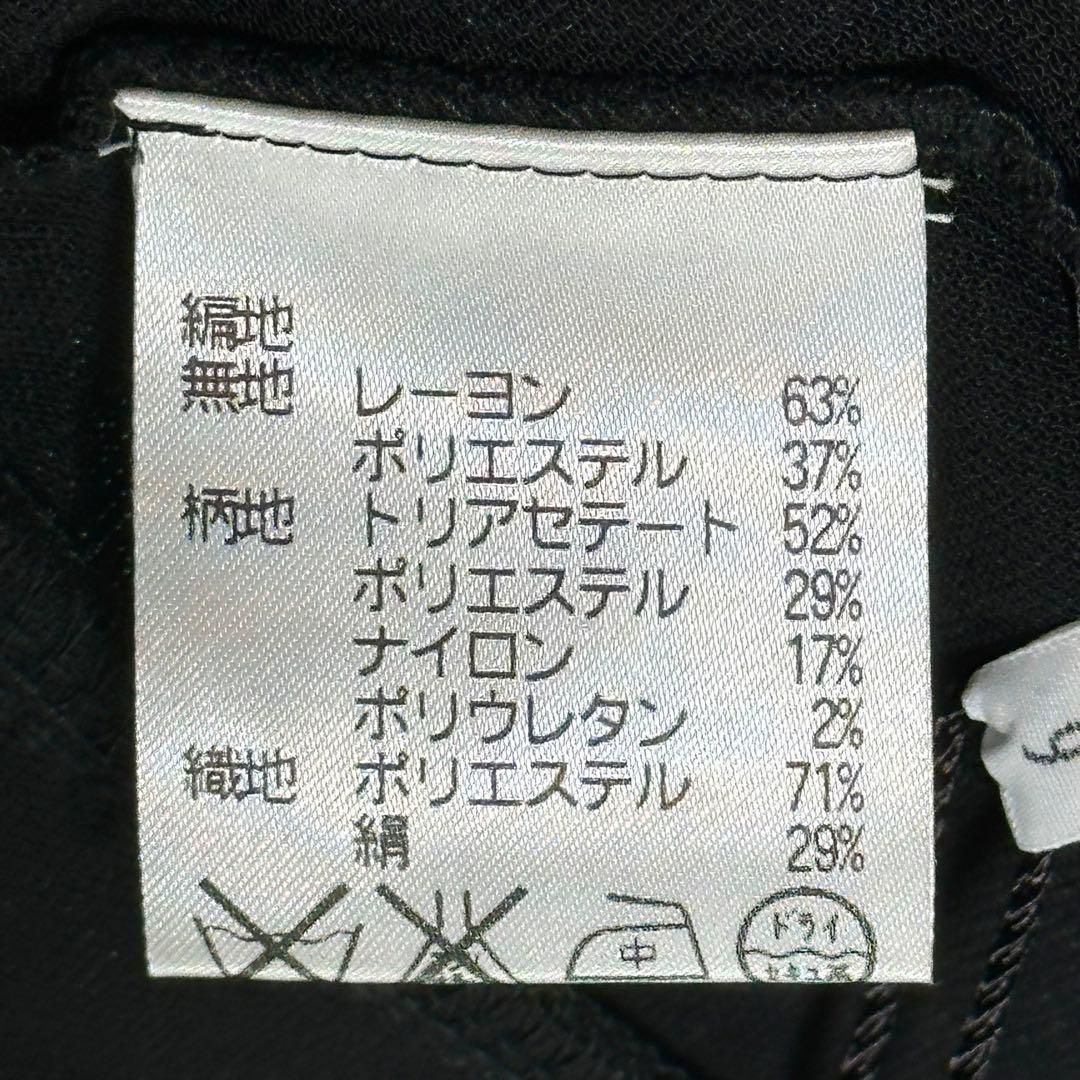 編地
無地 レーヨン 63%
ポリエステル 37%
柄地 トリアセテート 52%
ポリエステル 29%
ナイロン 17%
ポリウレタン 2%
織地 ポリエステル 71%
絹 29%
中 ドライ